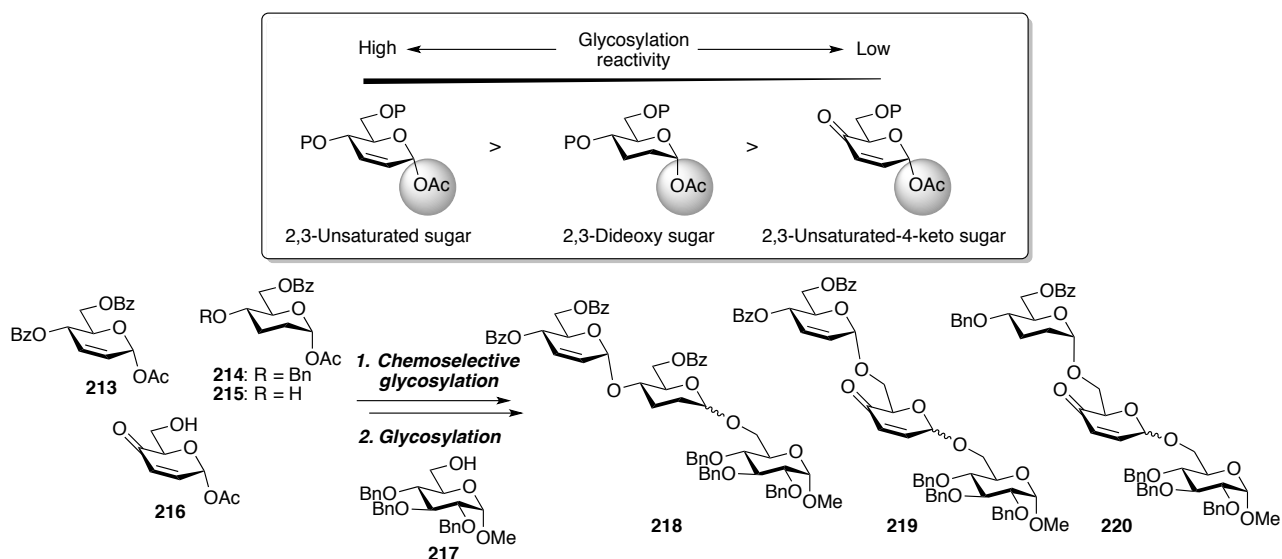 High
Glycosylation
reactivity
Low
OP
O
PO
OAc
>
OP
O
PO
OAc
>
O
OP
O
OAc
2,3-Unsaturated sugar
2,3-Dideoxy sugar
2,3-Unsaturated-4-keto sugar
OBz
BzO
O
OAc
213
OBz
RO
O
OAc
214: R = Bn
215: R = H
O
OH
O
OAc
216
1. Chemoselective
glycosylation
2. Glycosylation
OH
O
BnO
BnO
BnO
OMe
217
OBz
O
BzO
OBz
O
O
O
O
BnO
BnO
BnO
OMe
218
OBz
O
BzO
O
O
O
O
O
BnO
BnO
BnO
OMe
219
OBz
O
BnO
O
O
O
O
O
BnO
BnO
BnO
OMe
220